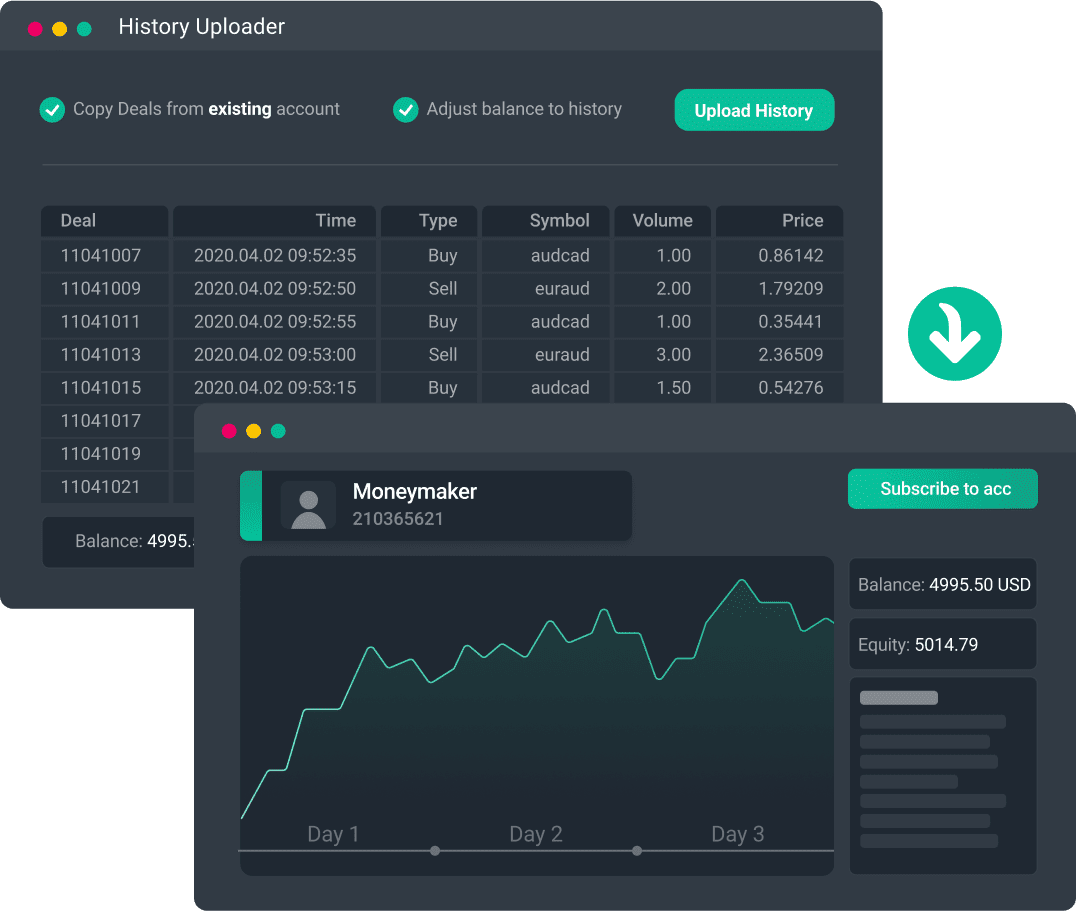 History Uploader
Copy Deals from existing account
Adjust balance to history
Upload History
Deal Time Type Symbol Volume Price
11041007 2020.04.02 09:52:35 Buy audcad 1.00 0.86142
11041009 2020.04.02 09:52:50 Sell euraud 2.00 1.79209
11041011 2020.04.02 09:52:55 Buy audcad 1.00 0.35441
11041013 2020.04.02 09:53:00 Sell euraud 3.00 2.36509
11041015 2020.04.02 09:53:15 Buy audcad 1.50 0.54276
11041017
11041019
11041021
Balance: 4995.
Moneymaker
210365621
Subscribe to acc
Balance: 4995.50 USD
Equity: 5014.79
Day 1 Day 2 Day 3